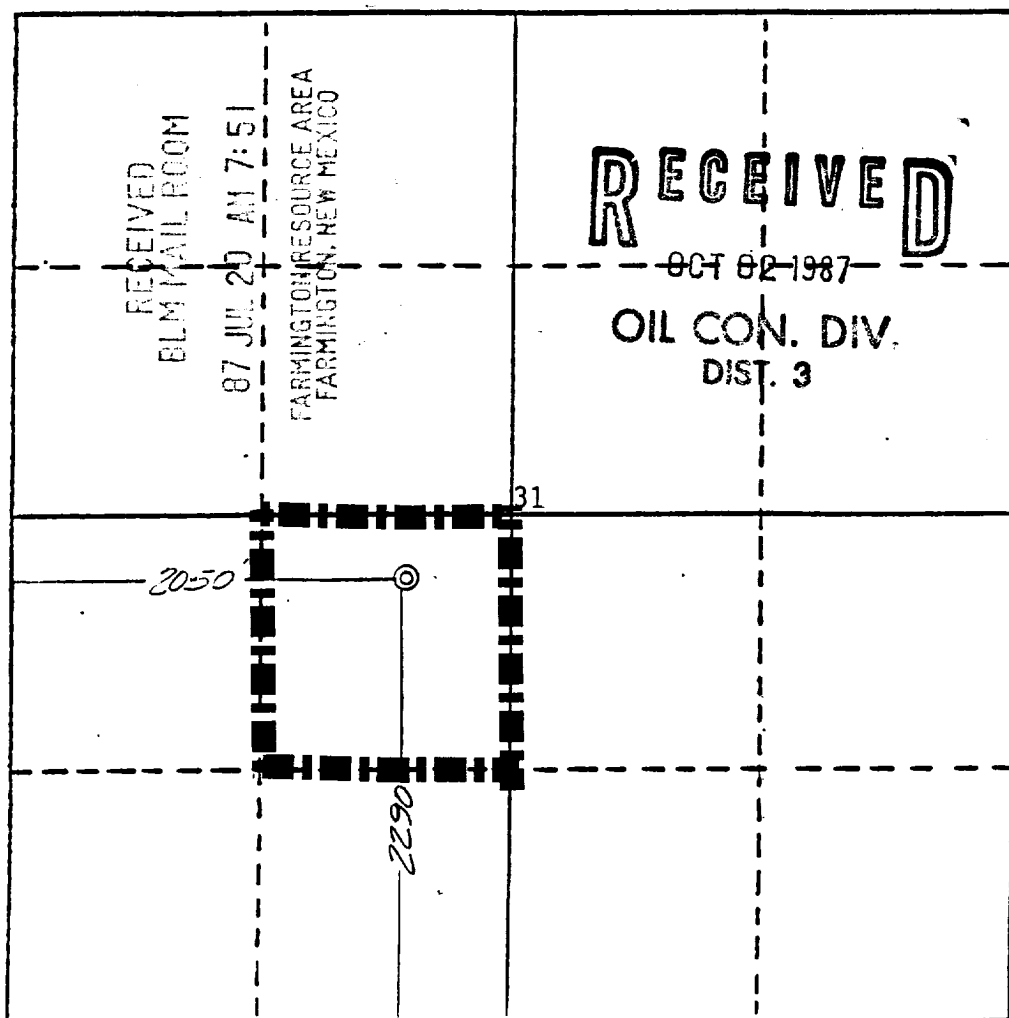 RECEIVED
BLM MAIL ROOM
87 JUL 20 AM 7:51
FARMINGTON RESOURCE AREA
FARMINGTON, NEW MEXICO
RECEIVED
OCT 02 1987
OIL CON. DIV.
DIST. 3
31
2050'
2290